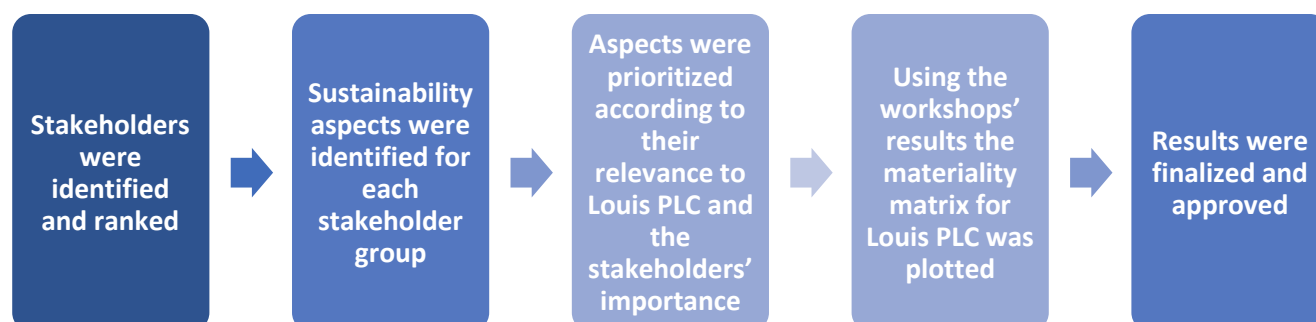 Stakeholders
were
identified
and ranked
Sustainability
aspects were
identified for
each
stakeholder
group
Aspects were
prioritized
according to
their
relevance to
Louis PLC and
the
stakeholders’
importance
Using the
workshops’
results the
materiality
matrix for
Louis PLC was
plotted
Results were
finalized and
approved